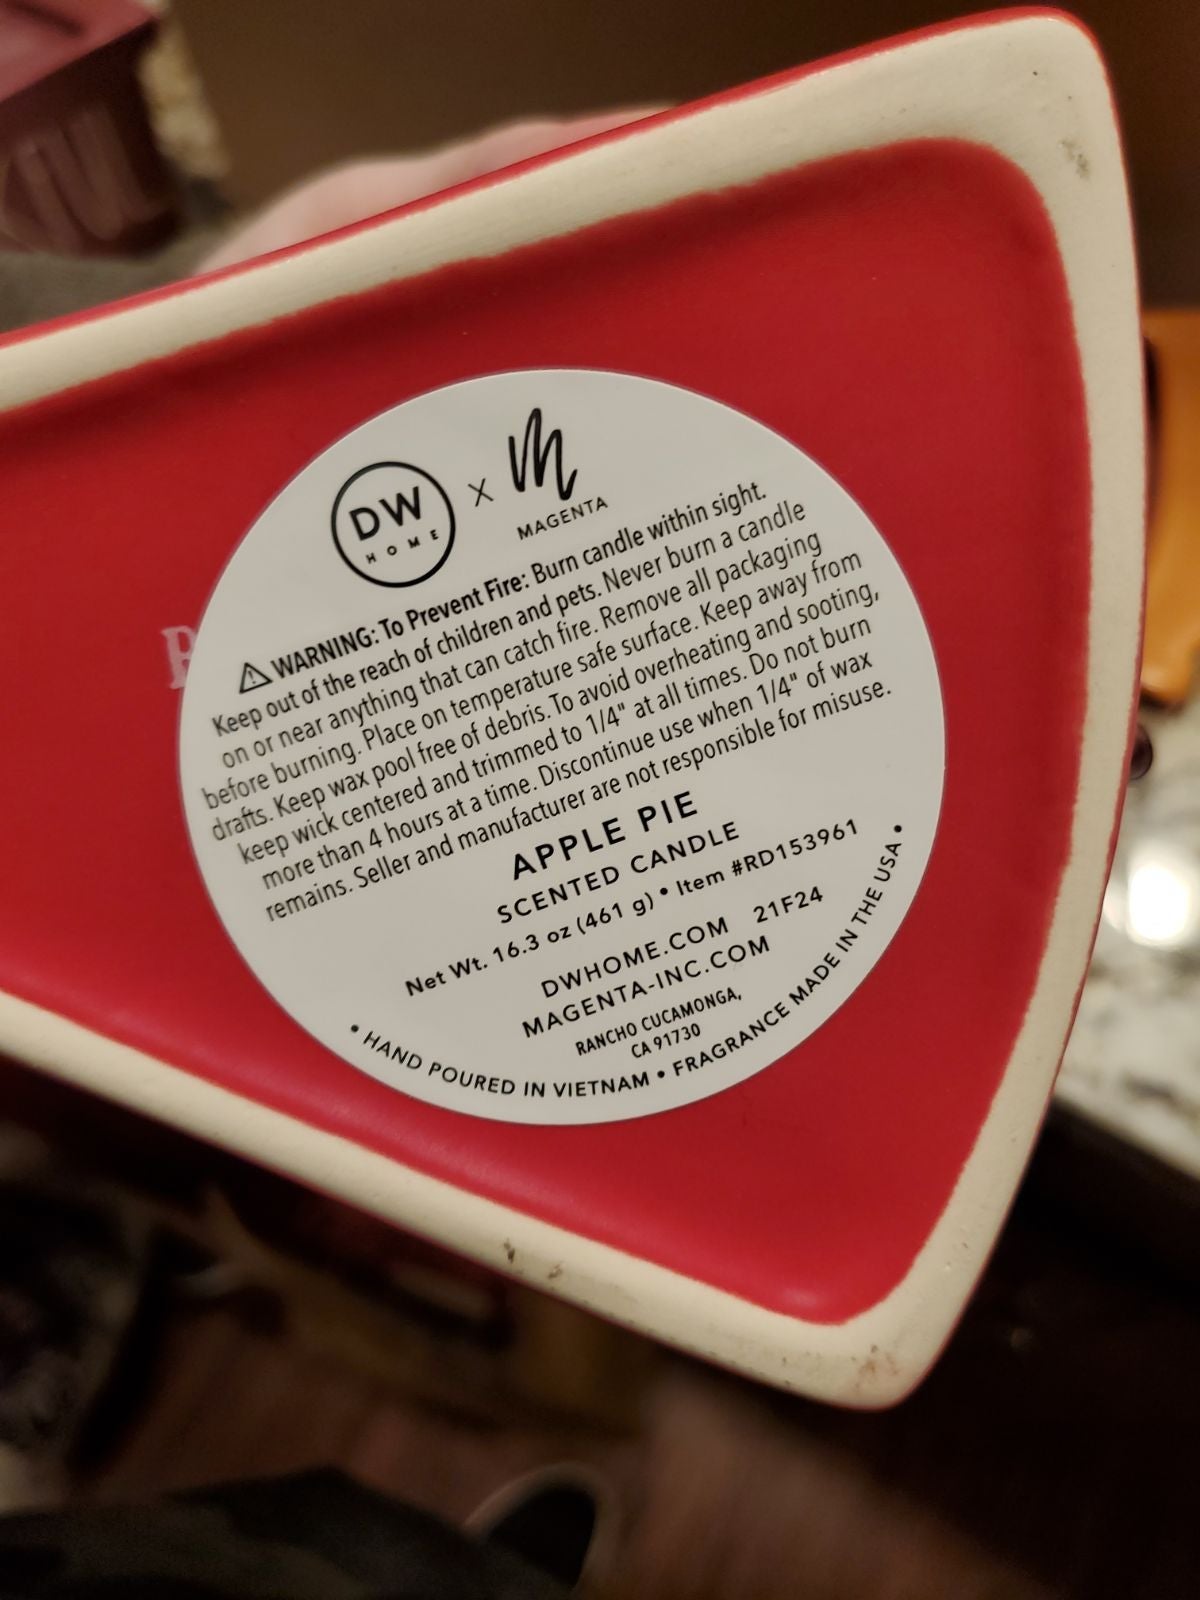 DW
HOME
X
M
MAGENTA
WARNING: To Prevent Fire: Burn candle within sight.
Keep out of the reach of children and pets. Never burn a candle
on or near anything that can catch fire. Remove all packaging
before burning. Place on temperature safe surface. Keep away from
drafts. Keep wax pool free of debris. To avoid overheating and sooting,
keep wick centered and trimmed to 1/4" at all times. Do not burn
more than 4 hours at a time. Discontinue use when 1/4" of wax
remains. Seller and manufacturer are not responsible for misuse.
APPLE PIE
SCENTED CANDLE
Net Wt. 16.3 oz (461 g) • Item #RD153961
DWHOME.COM 21F24
MAGENTA-INC.COM
RANCHO CUCAMONGA,
CA 91730
• HAND POURED IN VIETNAM • FRAGRANCE MADE IN THE USA •